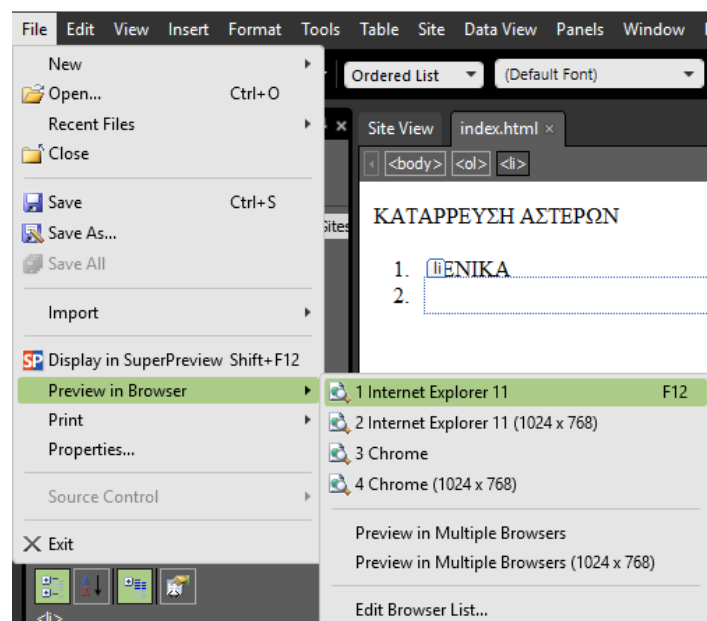 File Edit View Insert Format Tools Table Site Data View Panels Window
New
Open... Ctrl+O
Recent Files
Close
Save Ctrl+S
Save As...
Save All
Import
SP Display in SuperPreview Shift+F12
Preview in Browser
Print
Properties...
Source Control
Exit
Ordered List (Default Font)
Site View index.html ×
<body> <ol> <li>
ΚΑΤΑΡΡΕΥΣΗ ΑΣΤΕΡΩΝ
1. li ΕΝΙΚΑ
2.
1 Internet Explorer 11 F12
2 Internet Explorer 11 (1024 x 768)
3 Chrome
4 Chrome (1024 x 768)
Preview in Multiple Browsers
Preview in Multiple Browsers (1024 x 768)
Edit Browser List...
<li>